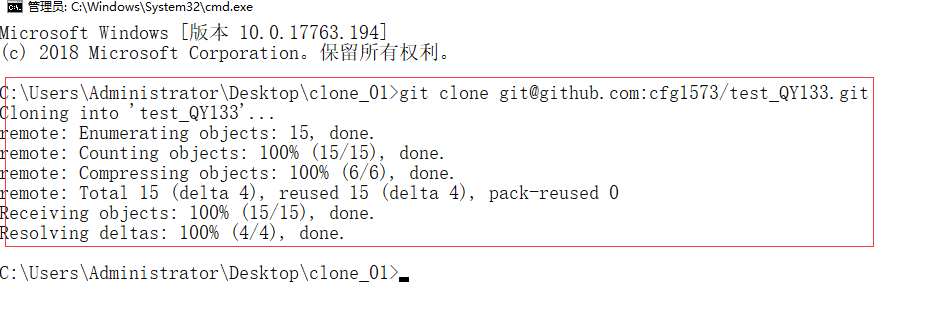 管理员: C:\Windows\System32\cmd.exe
Microsoft Windows [版本 10.0.17763.194]
(c) 2018 Microsoft Corporation。保留所有权利。
C:\Users\Administrator\Desktop\clone_01>git clone git@github.com:cfg1573/test_QY133.git
Cloning into 'test_QY133'...
remote: Enumerating objects: 15, done.
remote: Counting objects: 100% (15/15), done.
remote: Compressing objects: 100% (6/6), done.
remote: Total 15 (delta 4), reused 15 (delta 4), pack-reused 0
Receiving objects: 100% (15/15), done.
Resolving deltas: 100% (4/4), done.
C:\Users\Administrator\Desktop\clone_01>